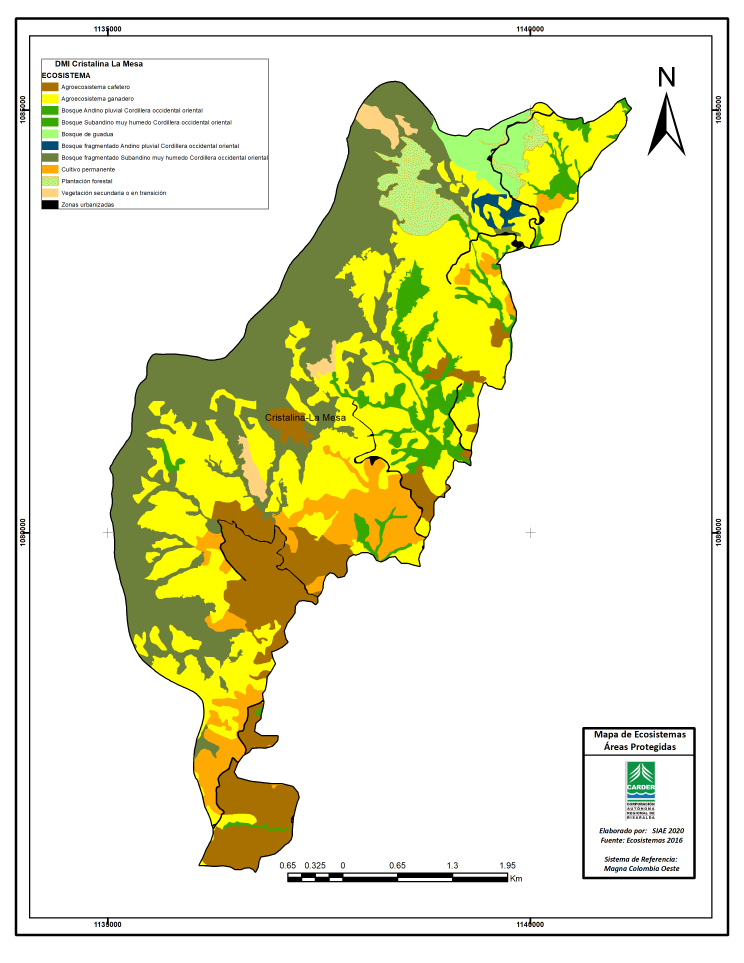 1135000 1140000
DMI Cristalina La Mesa
ECOSISTEMA
Agroecosistema cafetero
Agroecosistema ganadero
Bosque Andino pluvial Cordillera occidental oriental
Bosque Subandino muy humedo Cordillera occidental oriental
Bosque de guadua
Bosque fragmentado Andino pluvial Cordillera occidental oriental
Bosque fragmentado Subandino muy humedo Cordillera occidental oriental
Cultivo permanente
Plantación forestal
Vegetación secundaria o en transición
Zonas urbanizadas
N
1085000 1085000
Cristalina-La Mesa
1080000 1080000
Mapa de Ecosistemas
Áreas Protegidas
CARDER
CORPORACIÓN
AUTÓNOMA
REGIONAL DE
RISARALDA
Elaborado por: SIAE 2020
Fuente: Ecosistemas 2016
Sistema de Referencia:
Magna Colombia Oeste
0.65 0.325 0 0.65 1.3 1.95
Km
1135000 1140000